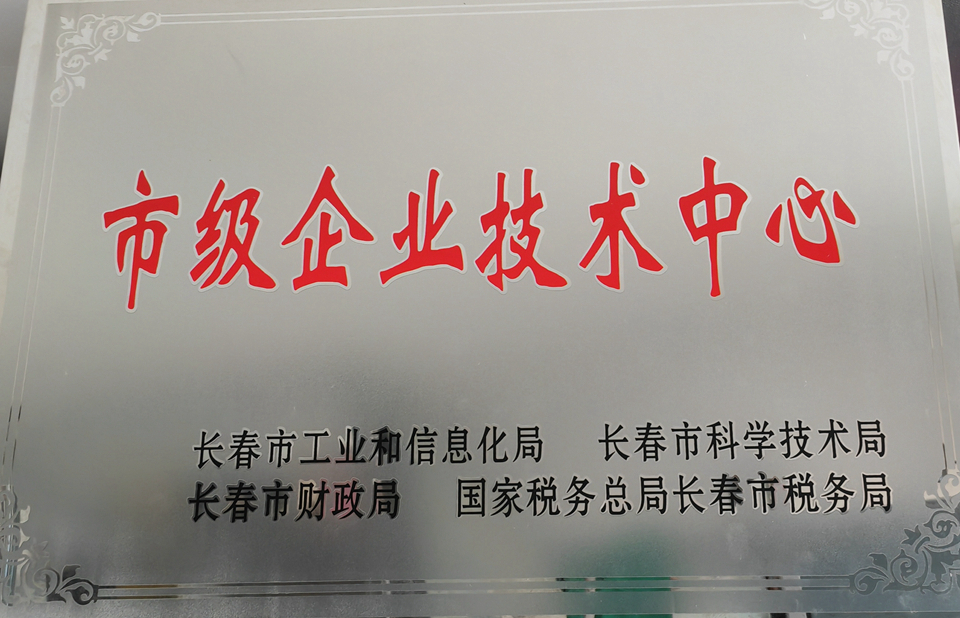 市级企业技术中心
长春市工业和信息化局 长春市科学技术局
长春市财政局 国家税务总局长春市税务局